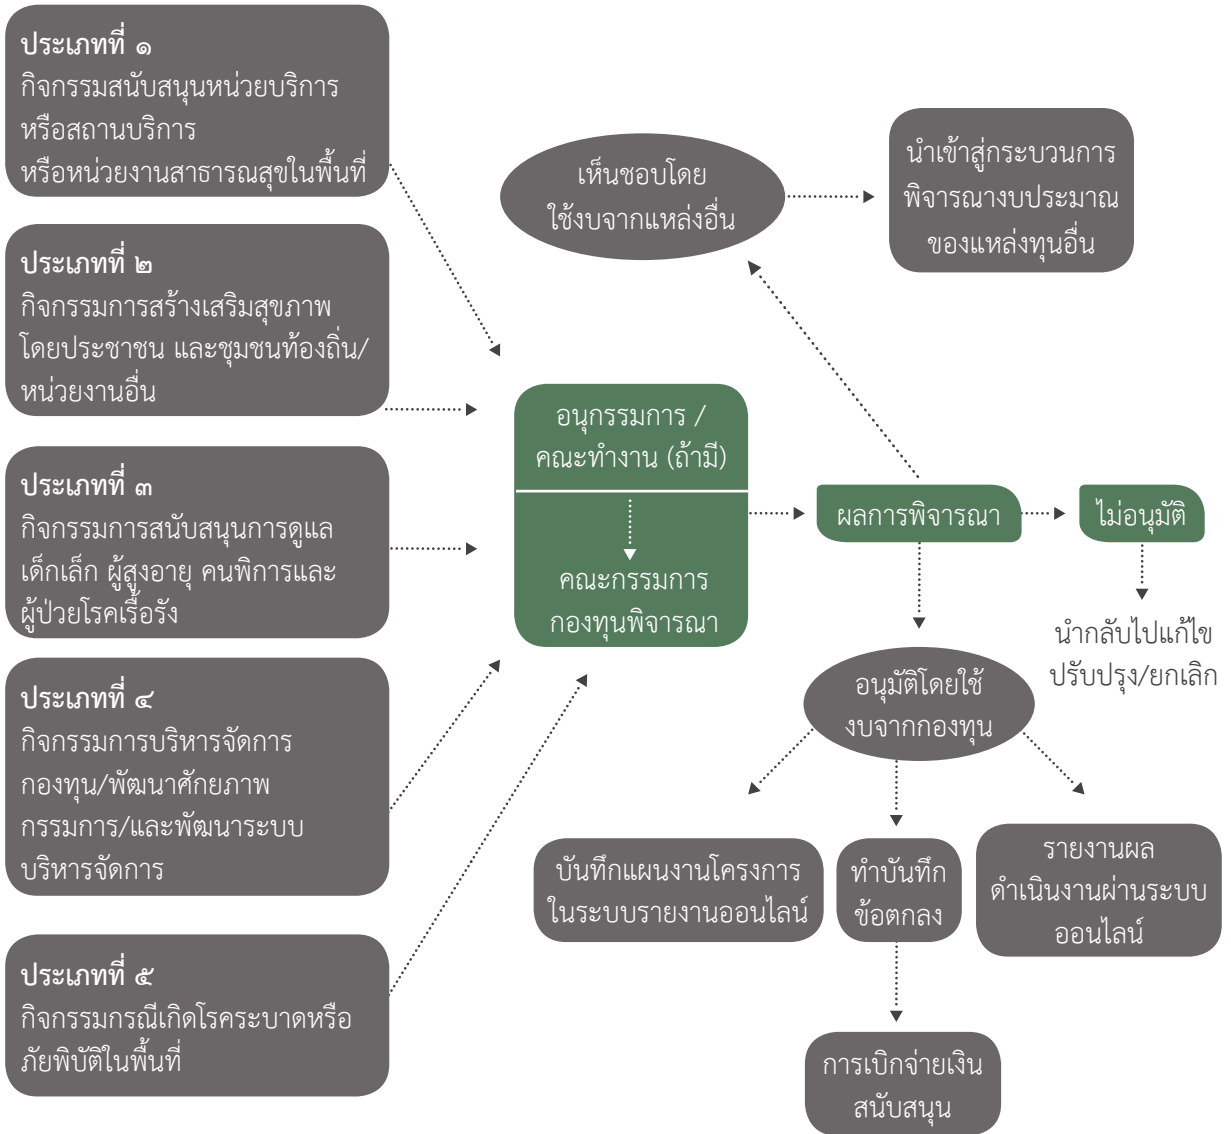 ประเภทที่ ๑
กิจกรรมสนับสนุนหน่วยบริการ
หรือสถานบริการ
หรือหน่วยงานสาธารณสุขในพื้นที่
ประเภทที่ ๒
กิจกรรมการสร้างเสริมสุขภาพ
โดยประชาชน และชุมชนท้องถิ่น/
หน่วยงานอื่น
ประเภทที่ ๓
กิจกรรมการสนับสนุนการดูแล
เด็กเล็ก ผู้สูงอายุ คนพิการและ
ผู้ป่วยโรคเรื้อรัง
ประเภทที่ ๔
กิจกรรมการบริหารจัดการ
กองทุน/พัฒนาศักยภาพ
กรรมการ/และพัฒนาระบบ
บริหารจัดการ
ประเภทที่ ๕
กิจกรรมกรณีเกิดโรคระบาดหรือ
ภัยพิบัติในพื้นที่
อนุกรรมการ /
คณะทำงาน (ถ้ามี)
คณะกรรมการ
กองทุนพิจารณา
ผลการพิจารณา
เห็นชอบโดย
ใช้งบจากแหล่งอื่น
นำเข้าสู่กระบวนการ
พิจารณางบประมาณ
ของแหล่งทุนอื่น
ไม่อนุมัติ
นำกลับไปแก้ไข
ปรับปรุง/ยกเลิก
อนุมัติโดยใช้
งบจากกองทุน
บันทึกแผนงานโครงการ
ในระบบรายงานออนไลน์
ทำบันทึก
ข้อตกลง
รายงานผล
ดำเนินงานผ่านระบบ
ออนไลน์
การเบิกจ่ายเงิน
สนับสนุน